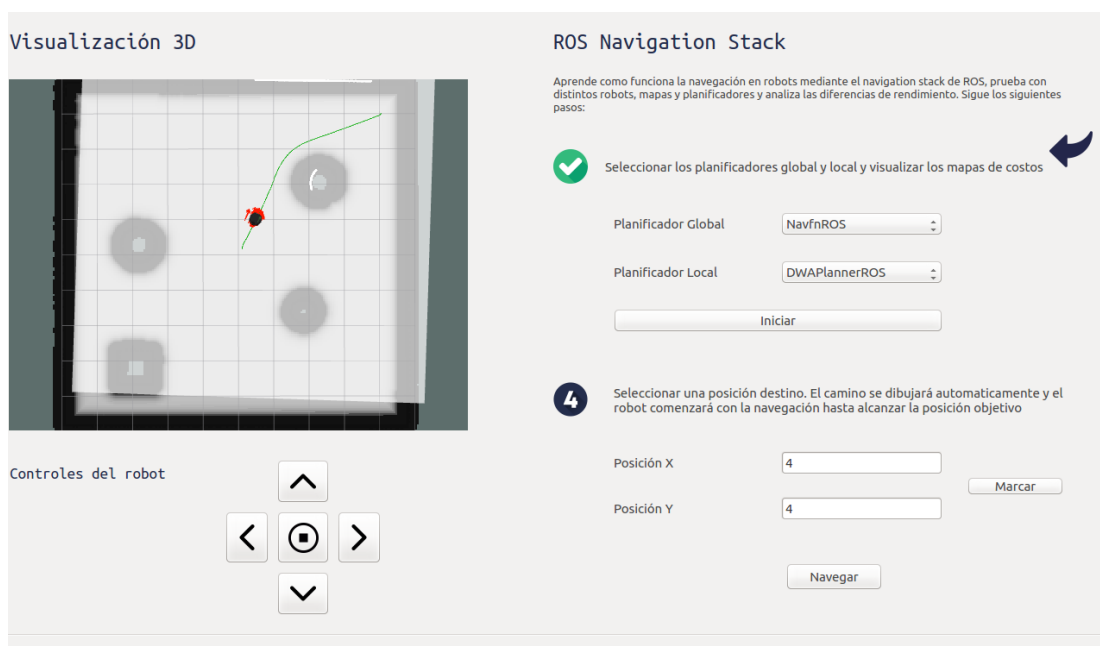 Visualización 3D
ROS Navigation Stack
Aprende como funciona la navegación en robots mediante el navigation stack de ROS, prueba con
distintos robots, mapas y planificadores y analiza las diferencias de rendimiento. Sigue los siguientes
pasos:
Seleccionar los planificadores global y local y visualizar los mapas de costos
Planificador Global
NavfnROS
Planificador Local
DWAPlannerROS
Iniciar
4
Seleccionar una posición destino. El camino se dibujará automaticamente y el
robot comenzará con la navegación hasta alcanzar la posición objetivo
Controles del robot
Posición X
4
Marcar
Posición Y
4
Navegar